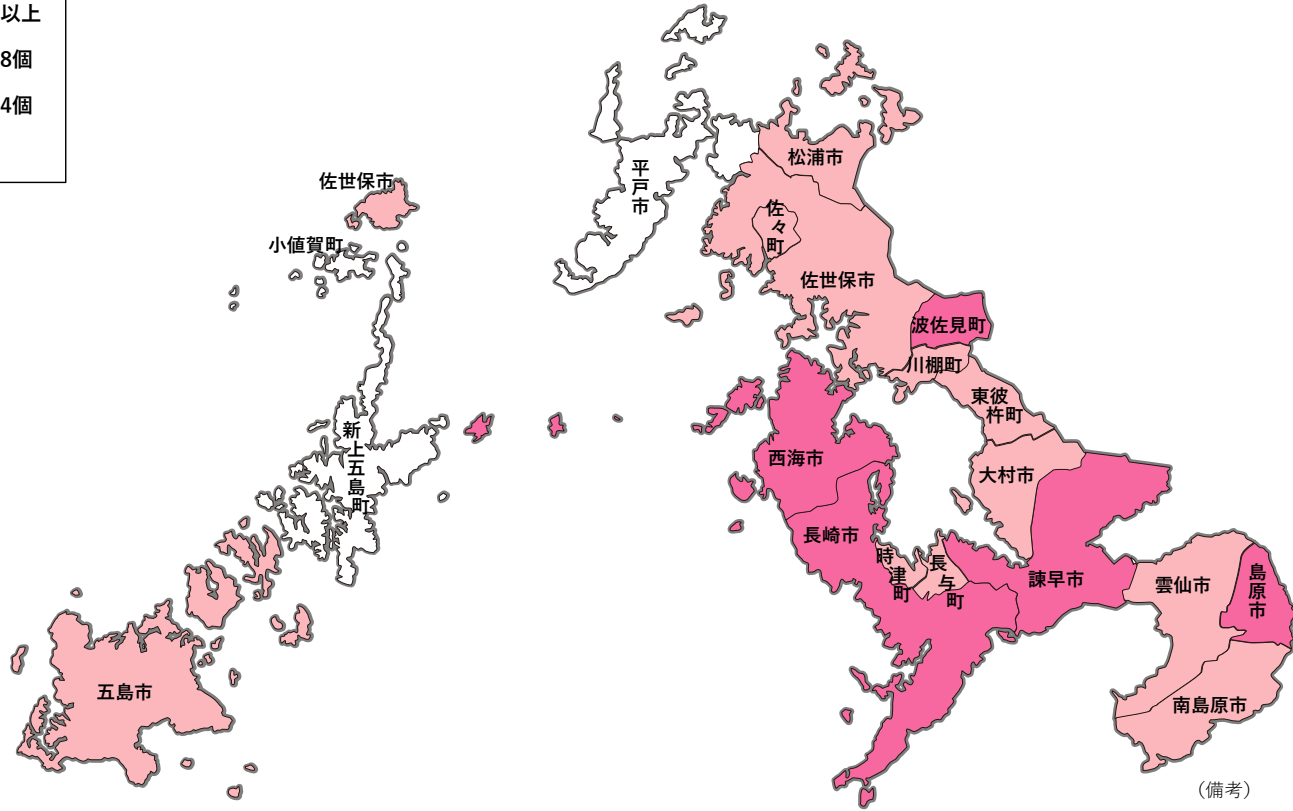 以上
8個
4個
佐世保市
小値賀町
平戸市
松浦市
佐々町
佐世保市
波佐見町
川棚町
東彼
杵町
新上五島町
西海市
大村市
長崎市
時津町
長与町
諫早市
雲仙市
島原市
五島市
南島原市
（備考）